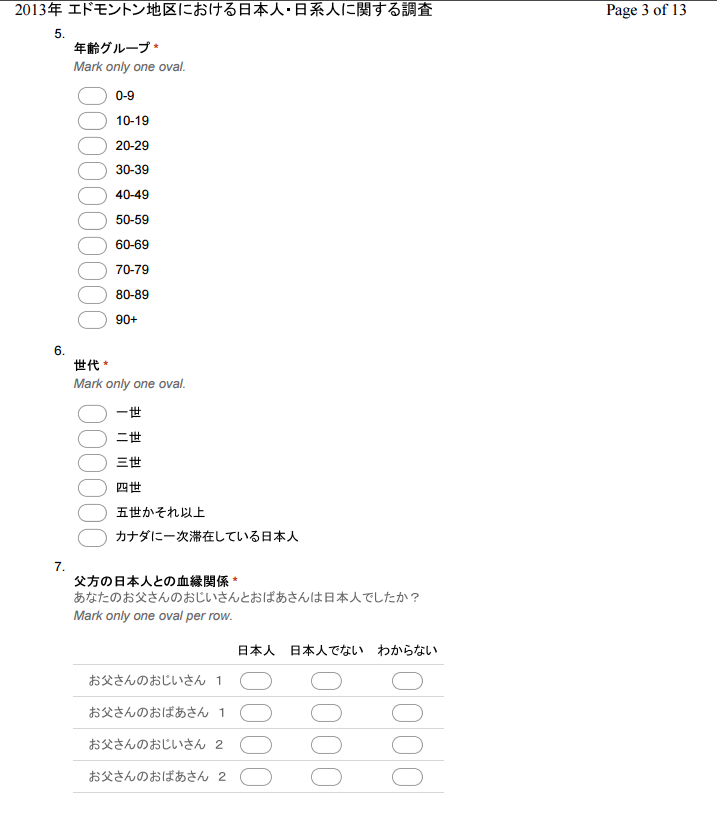 2013年 エドモントン地区における日本人・日系人に関する調査 Page 3 of 13
5.
年齢グループ *
Mark only one oval.
0-9
10-19
20-29
30-39
40-49
50-59
60-69
70-79
80-89
90+
6.
世代 *
Mark only one oval.
一世
二世
三世
四世
五世かそれ以上
カナダに一次滞在している日本人
7.
父方の日本人との血縁関係 *
あなたのお父さんのおじいさんとおばあさんは日本人でしたか？
Mark only one oval per row.
日本人 日本人でない わからない
お父さんのおじいさん 1
お父さんのおばあさん 1
お父さんのおじいさん 2
お父さんのおばあさん 2